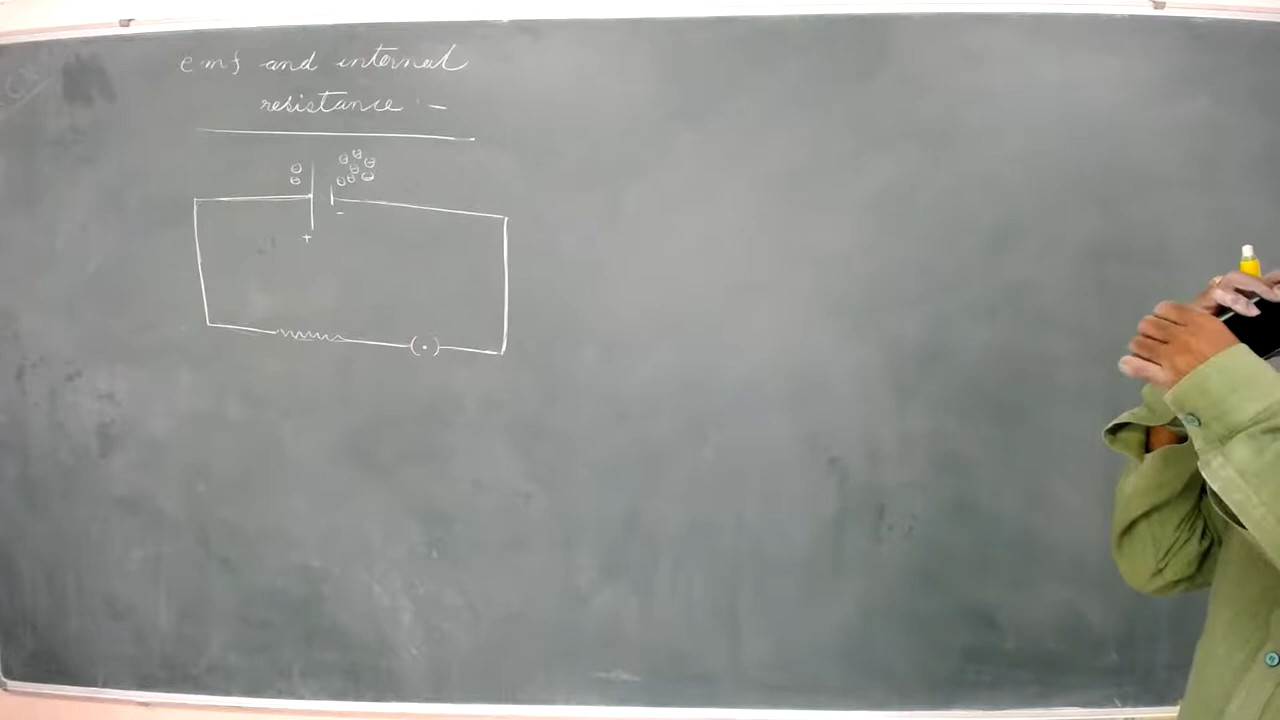 emf and internal
resistance :-
+
-
(·)